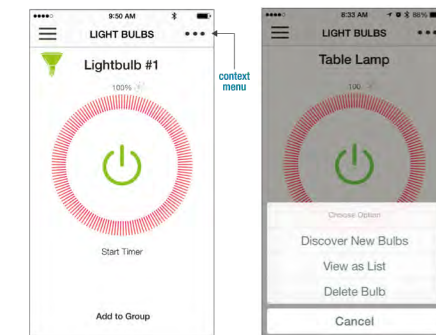 9:50 AM
LIGHT BULBS
Lightbulb #1
100%
Start Timer
Add to Group
context
menu
8:33 AM 86%
LIGHT BULBS
Table Lamp
100
Choose Option
Discover New Bulbs
View as List
Delete Bulb
Cancel